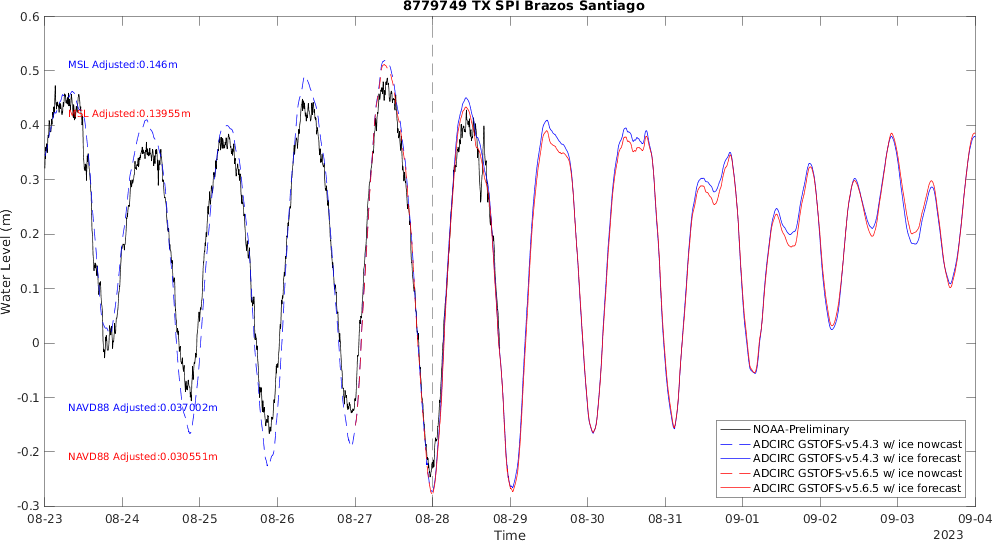 8779749 TX SPI Brazos Santiago
0.6
0.5
0.4
0.3
0.2
0.1
0
-0.1
-0.2
-0.3
Water Level (m)
MSL Adjusted:0.146m
MSL Adjusted:0.13955m
NAVD88 Adjusted:0.037002m
NAVD88 Adjusted:0.030551m
NOAA-Preliminary
ADCIRC GSTOFS-v5.4.3 w/ ice nowcast
ADCIRC GSTOFS-v5.4.3 w/ ice forecast
ADCIRC GSTOFS-v5.6.5 w/ ice nowcast
ADCIRC GSTOFS-v5.6.5 w/ ice forecast
08-23 08-24 08-25 08-26 08-27 08-28 08-29 08-30 08-31 09-01 09-02 09-03 09-04
Time
2023